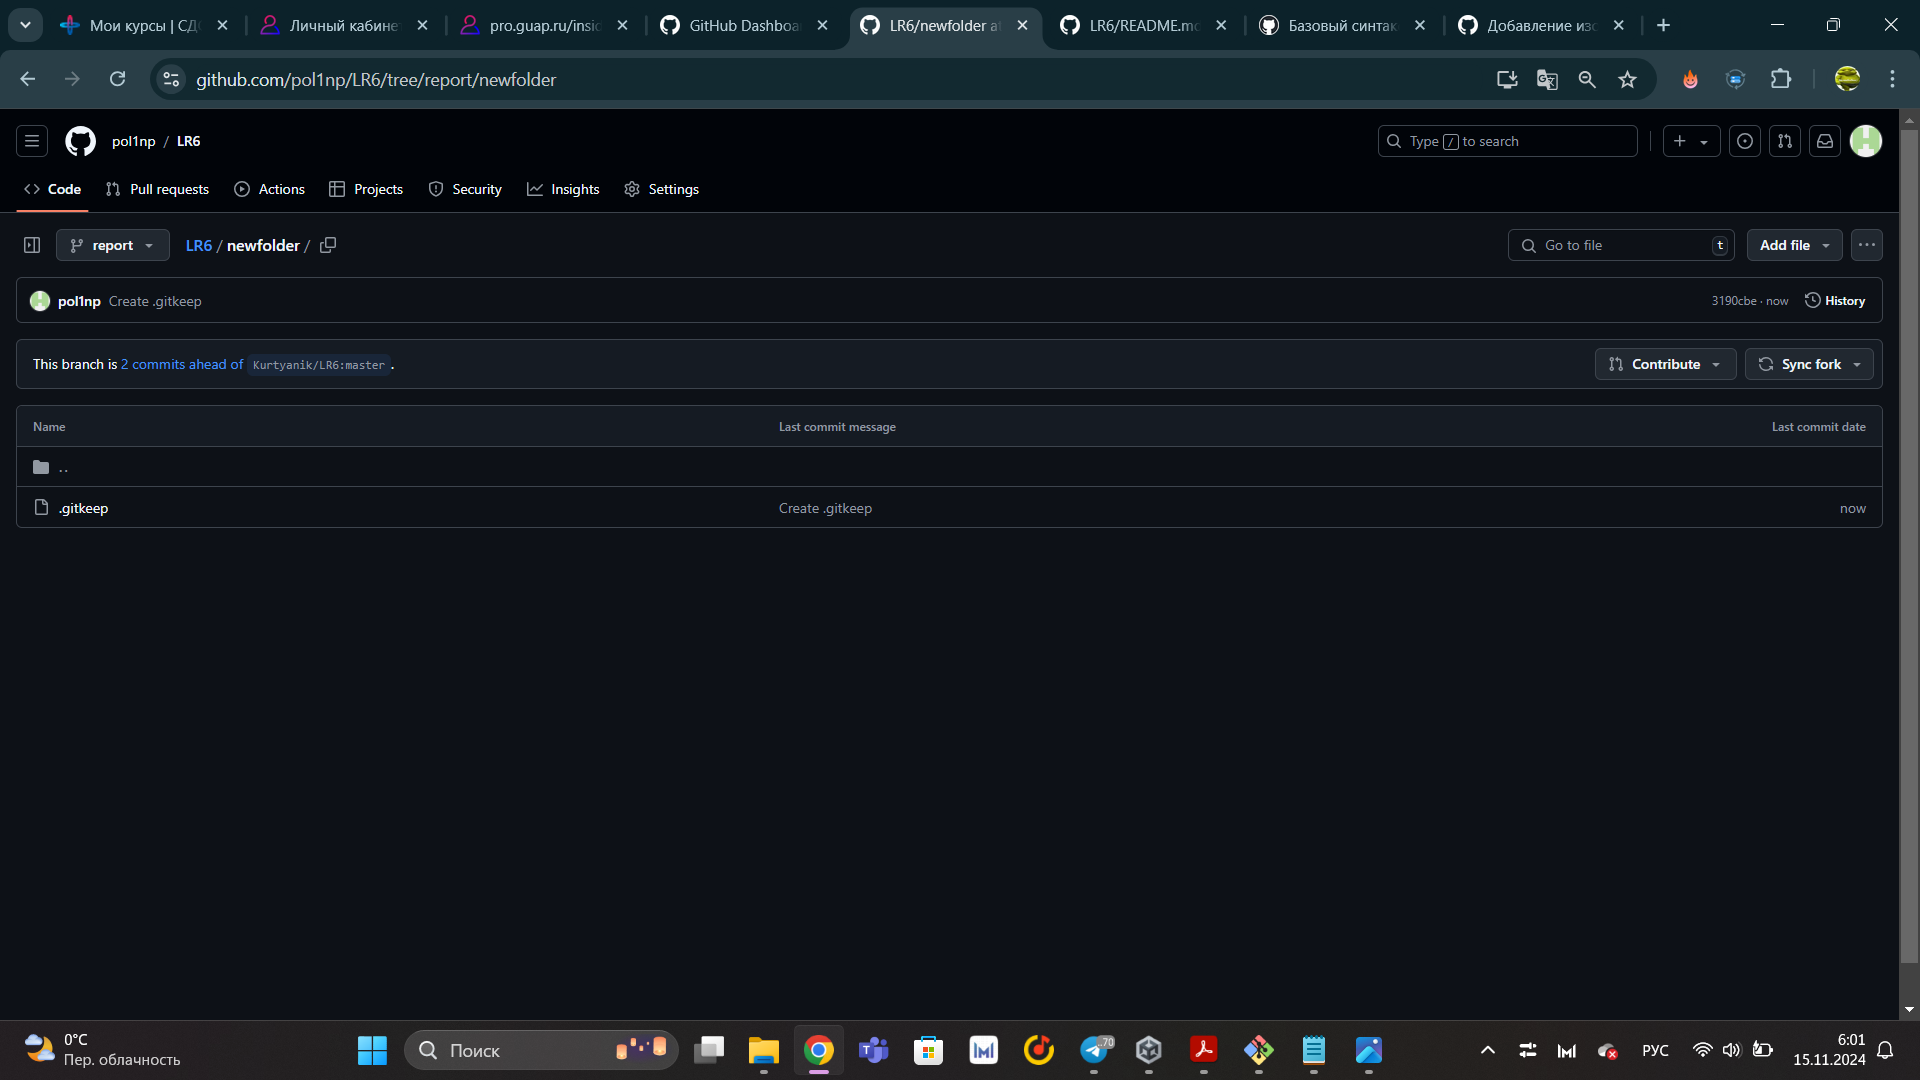 Мои курсы | СД
Личный кабине
pro.guap.ru/insi
GitHub Dashboa
LR6/newfolder a
LR6/README.m
Базовый синтак
Добавление изо
github.com/pol1np/LR6/tree/report/newfolder
pol1np / LR6
Type / to search
Code
Pull requests
Actions
Projects
Security
Insights
Settings
report
LR6 / newfolder /
Go to file
t
Add file
pol1np Create .gitkeep
3190cbe · now
History
This branch is 2 commits ahead of Kurtyanik/LR6:master .
Contribute
Sync fork
Name
Last commit message
Last commit date
..
.gitkeep
Create .gitkeep
now
0°C
Пер. облачность
Поиск
..70
РУС
6:01
15.11.2024